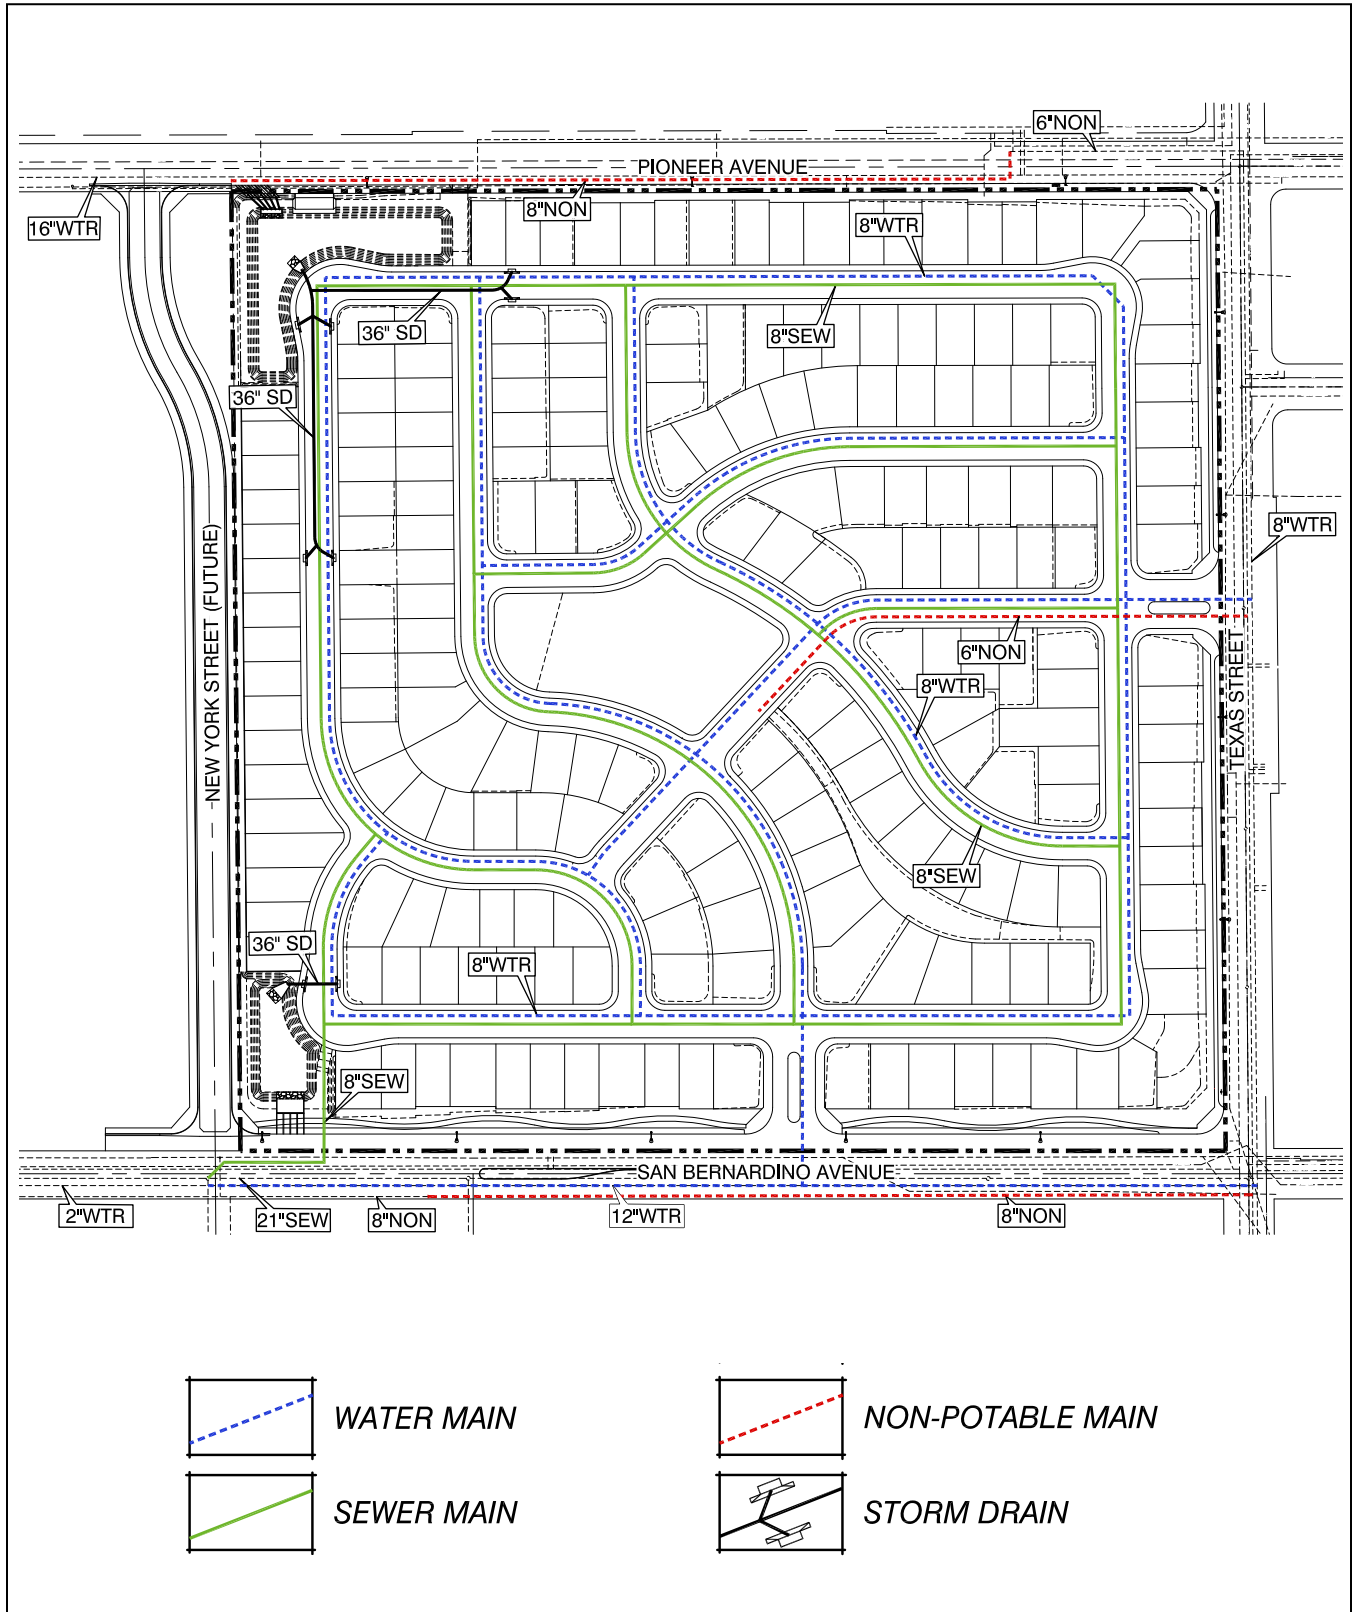 6"NON
PIONEER AVENUE
8"NON
16"WTR
8"WTR
36" SD
8"SEW
36" SD
8"WTR
NEW YORK STREET (FUTURE)
6"NON
TEXAS STREET
8"WTR
8"SEW
36" SD
8"WTR
8"SEW
SAN BERNARDINO AVENUE
2"WTR
21"SEW
8"NON
12"WTR
8"NON
WATER MAIN
NON-POTABLE MAIN
SEWER MAIN
STORM DRAIN